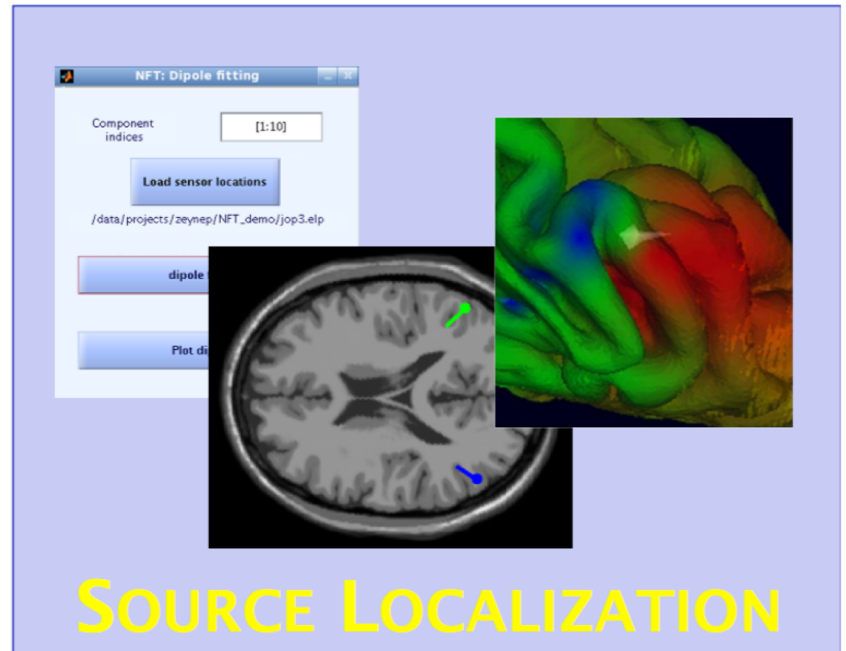 NFT: Dipole fitting
Component
indices
[1:10]
Load sensor locations
/data/projects/zeynep/NFT_demo/jop3.elp
dipole
Plot
SOURCE LOCALIZATION